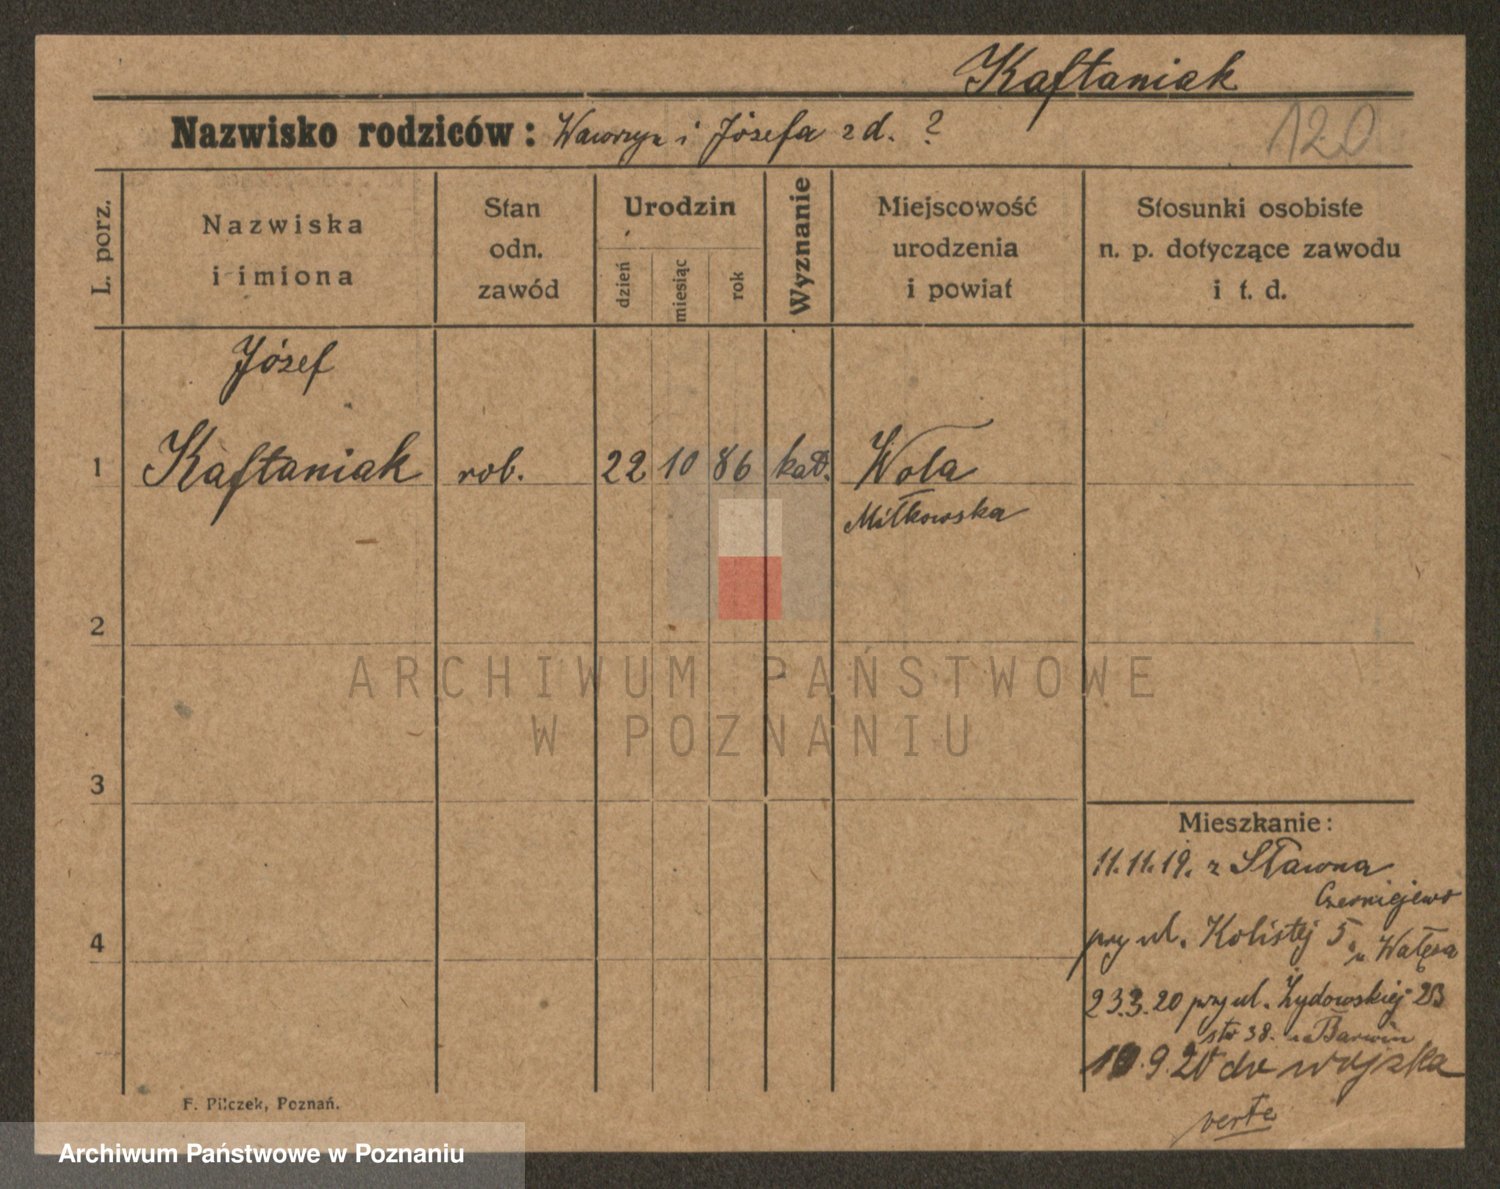 Kaftaniak
Nazwisko rodziców: Wawrzyn i Józefa z d. ?
120
L. porz.
Nazwiska
i imiona
Stan
odn.
zawód
Urodzin
dzień
miesiąc
rok
Wyznanie
Miejscowość
urodzenia
i powiat
Stosunki osobiste
n. p. dotyczące zawodu
i t. d.
Józef
1 Kaftaniak rob. 22 10 86 kat. Wola
Miłkowska
2
ARCHIWUM PAŃSTWOWE
W POZNANIU
3
Mieszkanie:
11.11.19. z Sławna
Czerniejewo
4
przy ul. Kolistej 5 u Wałęsa
23.3.20 przy ul. Żydowskiej
38. Barwin
9 20 do wojska
verte
F. Pilczek, Poznań.
Archiwum Państwowe w Poznaniu